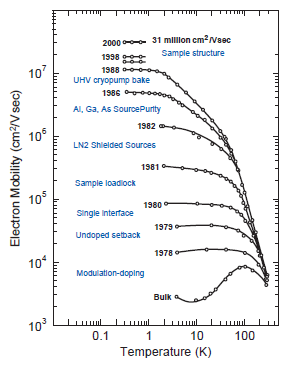 2000 31 million cm²/Vsec
Sample structure
1998
1988
UHV cryopump bake
1986
Al, Ga, As SourcePurity
1982
LN2 Shielded Sources
1981
Sample loadlock
1980
Single Interface
1979
Undoped setback
1978
Modulation-doping
Bulk
10⁷
10⁶
10⁵
10⁴
10³
Electron Mobility (cm²/V sec)
0.1 1 10 100
Temperature (K)